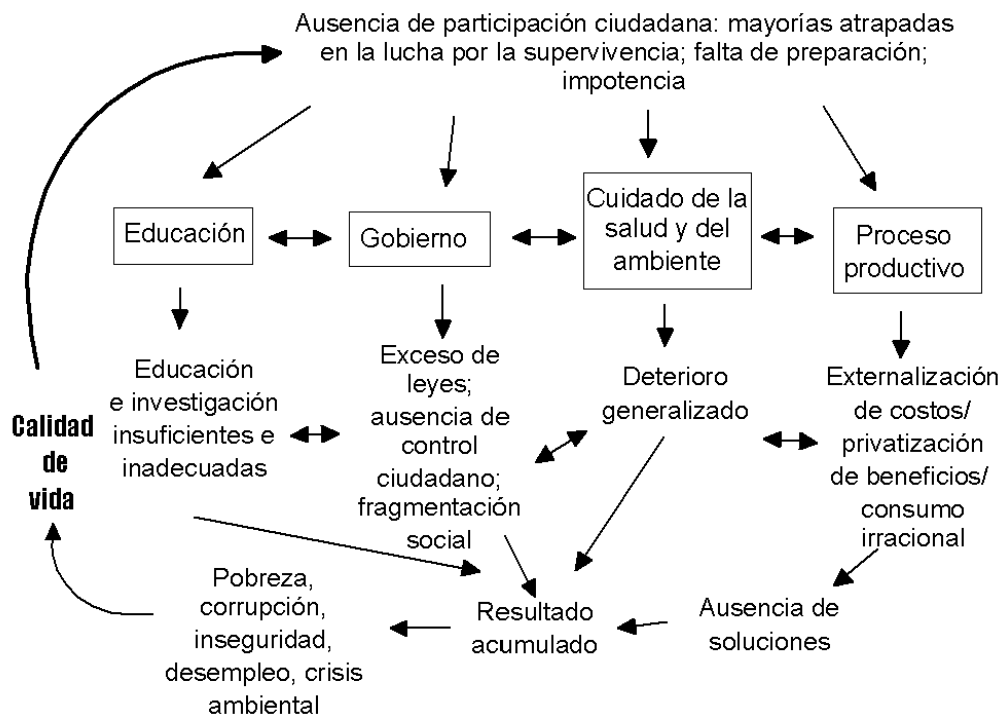 Ausencia de participación ciudadana: mayorías atrapadas
en la lucha por la supervivencia; falta de preparación;
impotencia
Educación
Gobierno
Cuidado de la
salud y del
ambiente
Proceso
productivo
Educación
e investigación
insuficientes e
inadecuadas
Exceso de
leyes;
ausencia de
control
ciudadano;
fragmentación
social
Deterioro
generalizado
Externalización
de costos/
privatización
de beneficios/
consumo
irracional
Calidad
de
vida
Pobreza,
corrupción,
inseguridad,
desempleo, crisis
ambiental
Resultado
acumulado
Ausencia de
soluciones